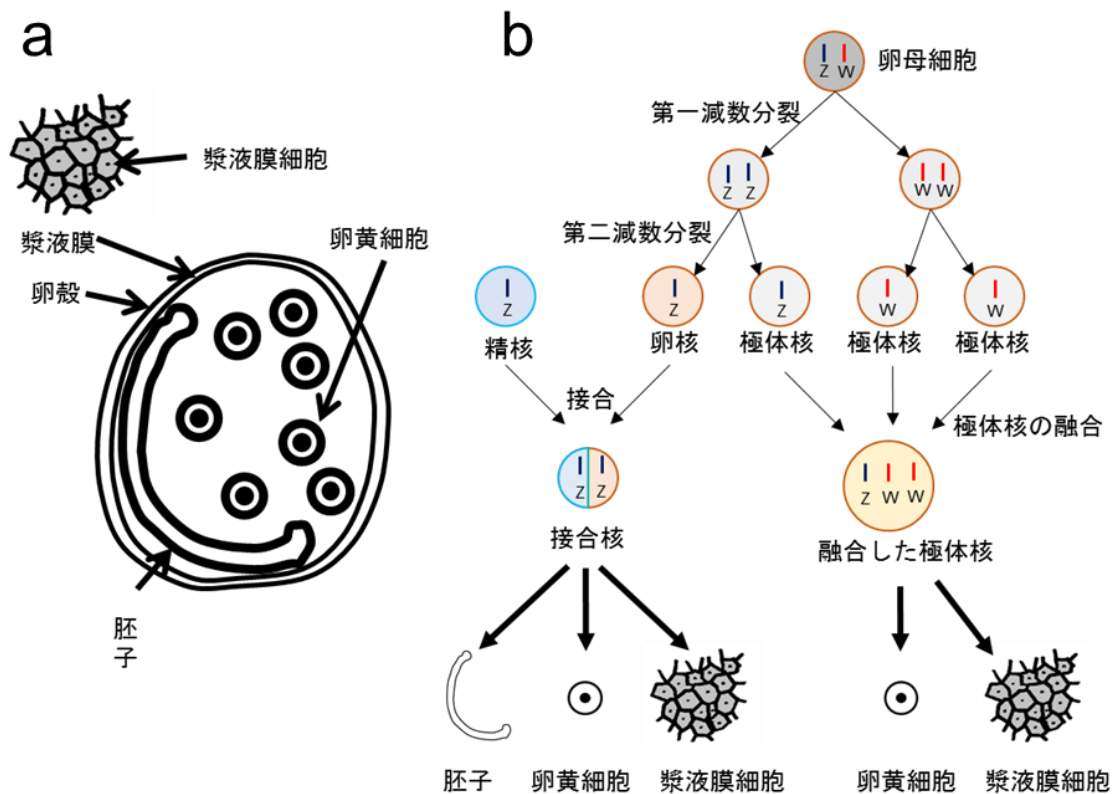 a
漿液膜細胞
漿液膜
卵殻
卵黄細胞
胚
子
b
Z W
卵母細胞
第一減数分裂
Z Z
W W
第二減数分裂
Z
Z
Z
W
W
精核
卵核
極体核
極体核
極体核
接合
極体核の融合
Z Z
Z W W
接合核
融合した極体核
胚子
卵黄細胞
漿液膜細胞
卵黄細胞
漿液膜細胞